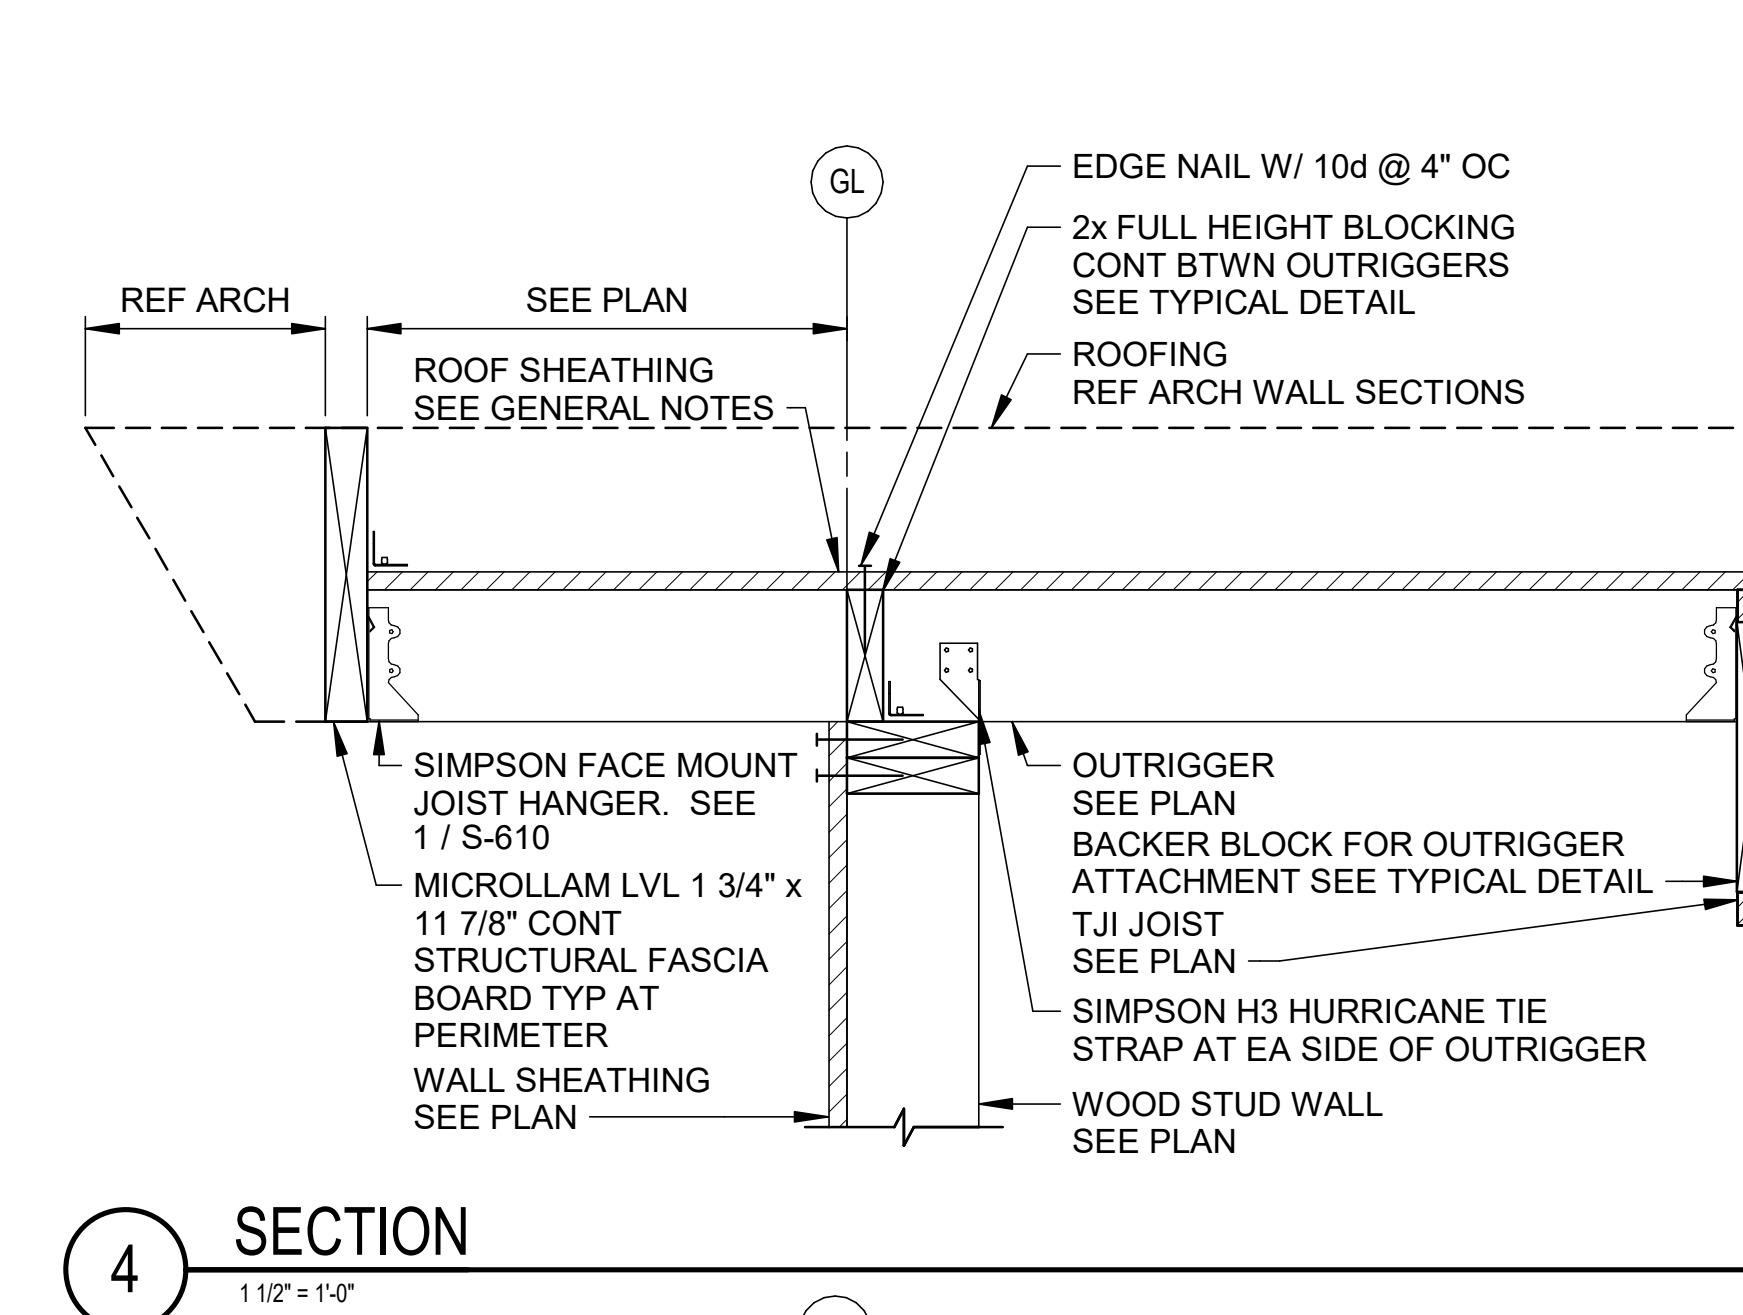 GL
EDGE NAIL W/ 10d @ 4" OC
2x FULL HEIGHT BLOCKING
CONT BTWN OUTRIGGERS
SEE TYPICAL DETAIL
REF ARCH
SEE PLAN
ROOFING
REF ARCH WALL SECTIONS
ROOF SHEATHING
SEE GENERAL NOTES
SIMPSON FACE MOUNT
JOIST HANGER. SEE
1 / S-610
MICROLLAM LVL 1 3/4" x
11 7/8" CONT
STRUCTURAL FASCIA
BOARD TYP AT
PERIMETER
WALL SHEATHING
SEE PLAN
OUTRIGGER
SEE PLAN
BACKER BLOCK FOR OUTRIGGER
ATTACHMENT SEE TYPICAL DETAIL
TJI JOIST
SEE PLAN
SIMPSON H3 HURRICANE TIE
STRAP AT EA SIDE OF OUTRIGGER
WOOD STUD WALL
SEE PLAN
4
SECTION
1 1/2" = 1'-0"